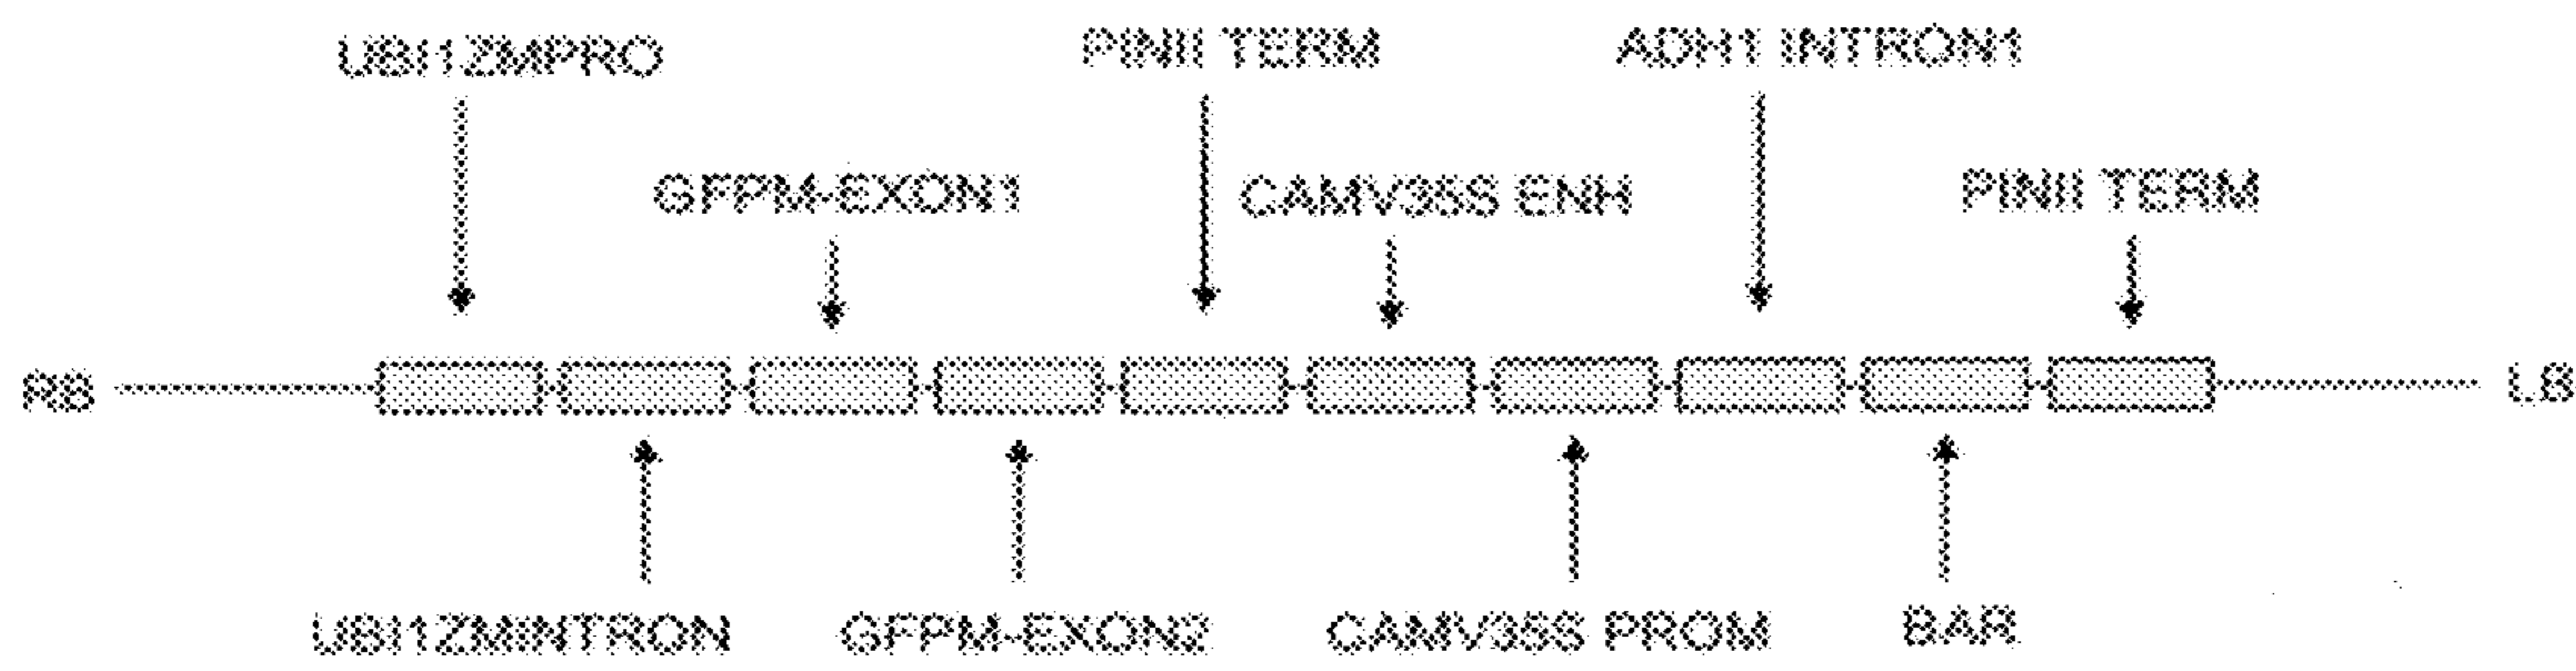 UBI1ZMPRO
PINII TERM
ADH1 INTRON1
GFPM-EXON1
CAMV35S ENH
PINII TERM
RB
LB
UBI1ZMINTRON
GFPM-EXON2
CAMV35S PROM
BAR